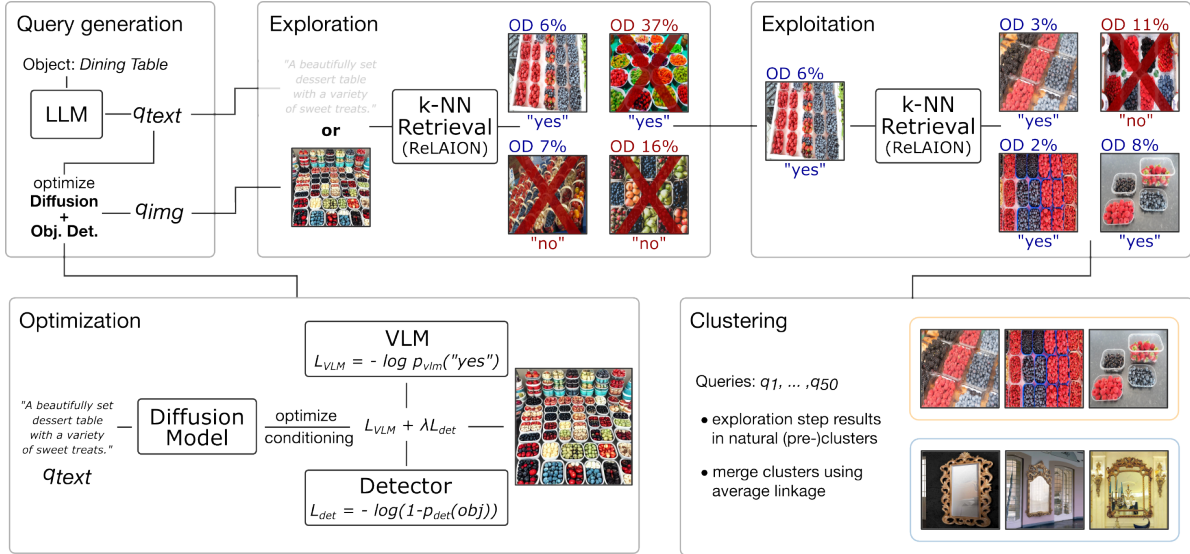 Query generation
Object: Dining Table
LLM
qtext
optimize
Diffusion
+
Obj. Det.
qimg
Exploration
"A beautifully set
dessert table
with a variety
of sweet treats."
or
k-NN
Retrieval
(ReLAION)
OD 6%
"yes"
OD 37%
"yes"
OD 7%
"no"
OD 16%
"no"
Exploitation
OD 6%
"yes"
k-NN
Retrieval
(ReLAION)
OD 3%
"yes"
OD 11%
"no"
OD 2%
"yes"
OD 8%
"yes"
Optimization
"A beautifully set
dessert table
with a variety
of sweet treats."
qtext
Diffusion
Model
optimize
conditioning
VLM
LVLM = - log pvlm("yes")
LVLM + λLdet
Detector
Ldet = - log(1-pdet(obj))
Clustering
Queries: q1, ... ,q50
• exploration step results
in natural (pre-)clusters
• merge clusters using
average linkage